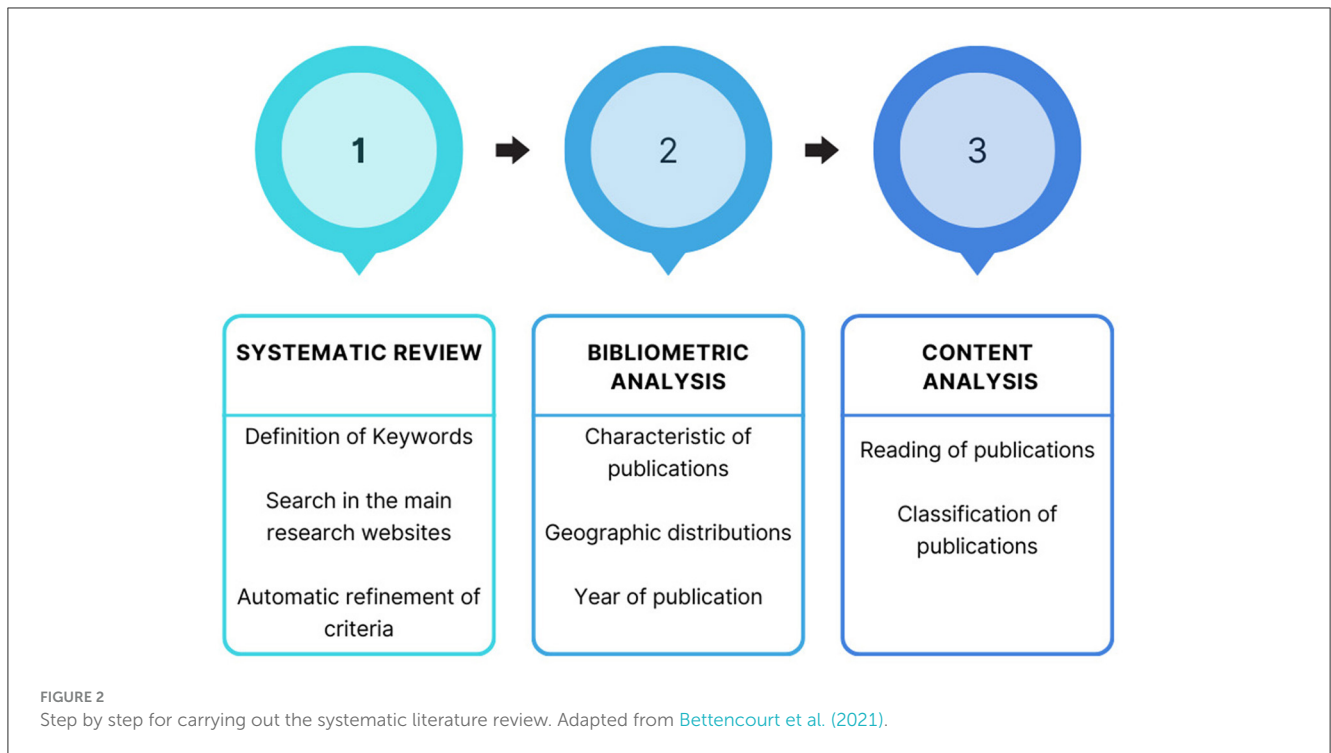 1
2
3
SYSTEMATIC REVIEW
Definition of Keywords
Search in the main
research websites
Automatic refinement of
criteria
BIBLIOMETRIC
ANALYSIS
Characteristic of
publications
Geographic distributions
Year of publication
CONTENT
ANALYSIS
Reading of publications
Classification of
publications
FIGURE 2
Step by step for carrying out the systematic literature review. Adapted from Bettencourt et al. (2021).